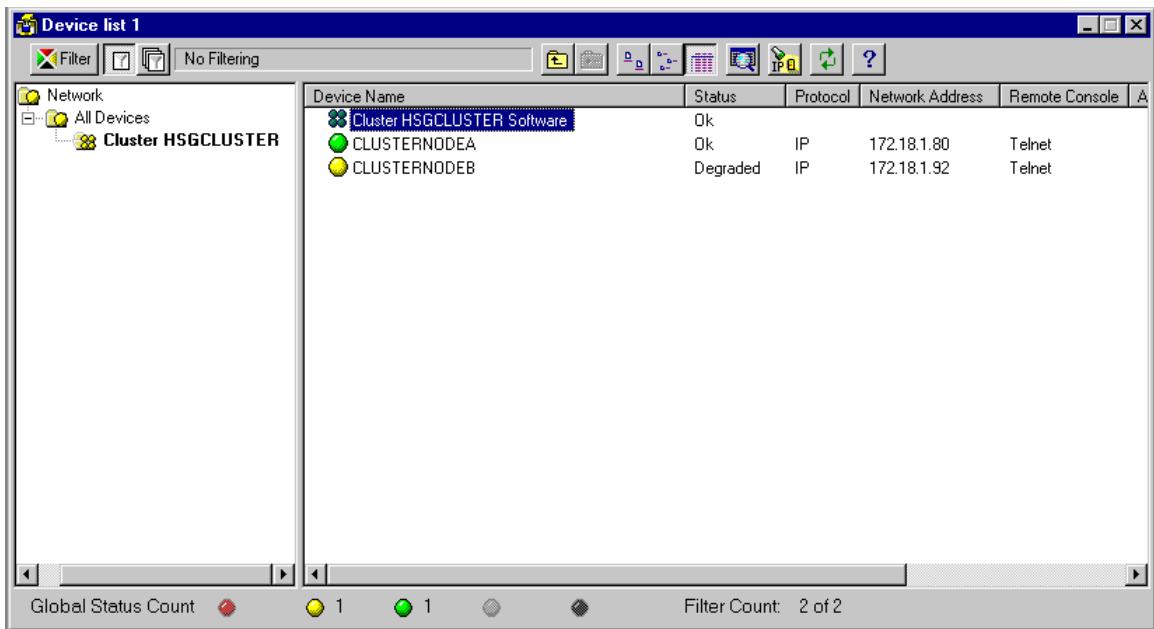 Device list 1
Filter No Filtering
Network
All Devices
Cluster HSGCLUSTER
Device Name Status Protocol Network Address Remote Console A
Cluster HSGCLUSTER Software Ok
CLUSTERNODEA Ok IP 172.18.1.80 Telnet
CLUSTERNODEB Degraded IP 172.18.1.92 Telnet
Global Status Count 1 1 Filter Count: 2 of 2